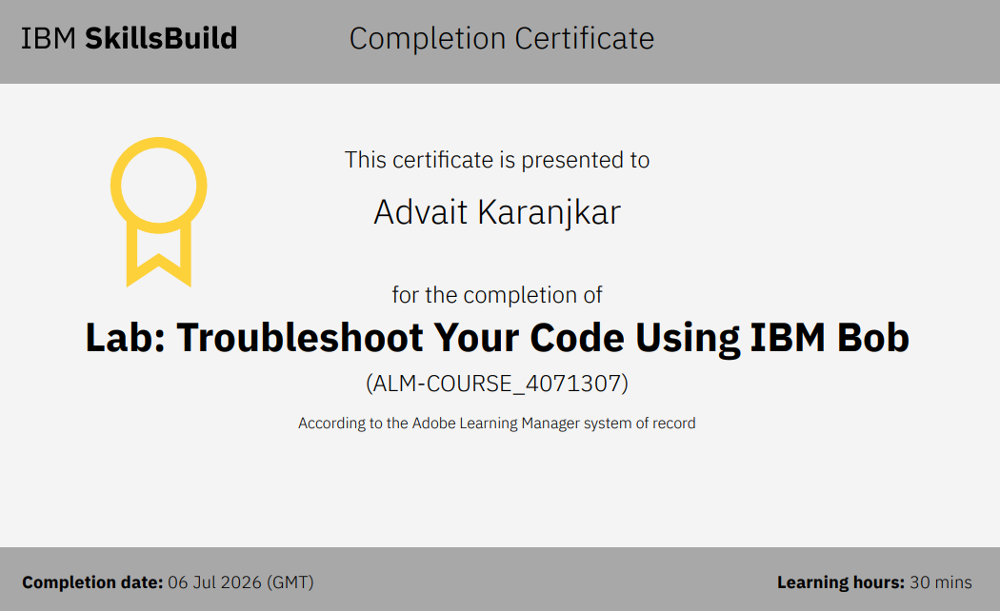 IBM SkillsBuild
Completion Certificate
This certificate is presented to
Advait Karanjkar
for the completion of
Lab: Troubleshoot Your Code Using IBM Bob
(ALM-COURSE_4071307)
According to the Adobe Learning Manager system of record
Completion date: 06 Jul 2026 (GMT)
Learning hours: 30 mins